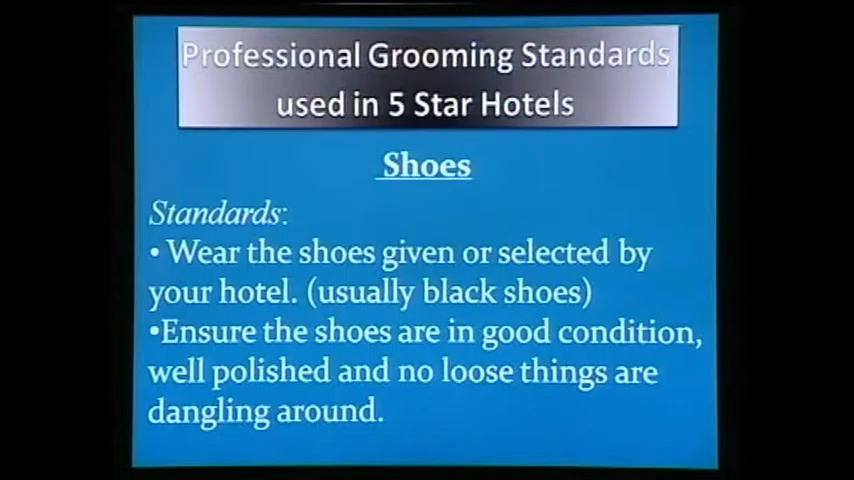 Professional Grooming Standards
used in 5 Star Hotels
Shoes
Standards:
• Wear the shoes given or selected by
your hotel. (usually black shoes)
•Ensure the shoes are in good condition,
well polished and no loose things are
dangling around.